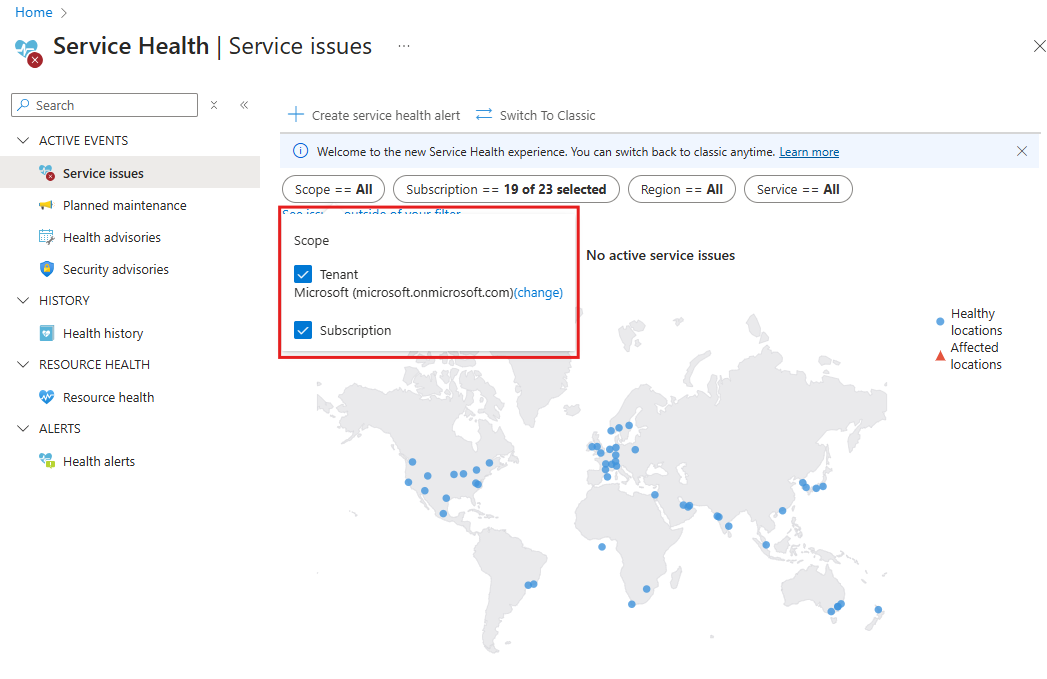 Home
Service Health | Service issues
Search
Create service health alert
Switch To Classic
ACTIVE EVENTS
Welcome to the new Service Health experience. You can switch back to classic anytime. Learn more
Service issues
Scope == All
Subscription == 19 of 23 selected
Region == All
Service == All
Planned maintenance
See outside of your filter
Health advisories
Scope
No active service issues
Security advisories
Tenant
Microsoft (microsoft.onmicrosoft.com)(change)
HISTORY
Subscription
Health history
Healthy
locations
Affected
locations
RESOURCE HEALTH
Resource health
ALERTS
Health alerts